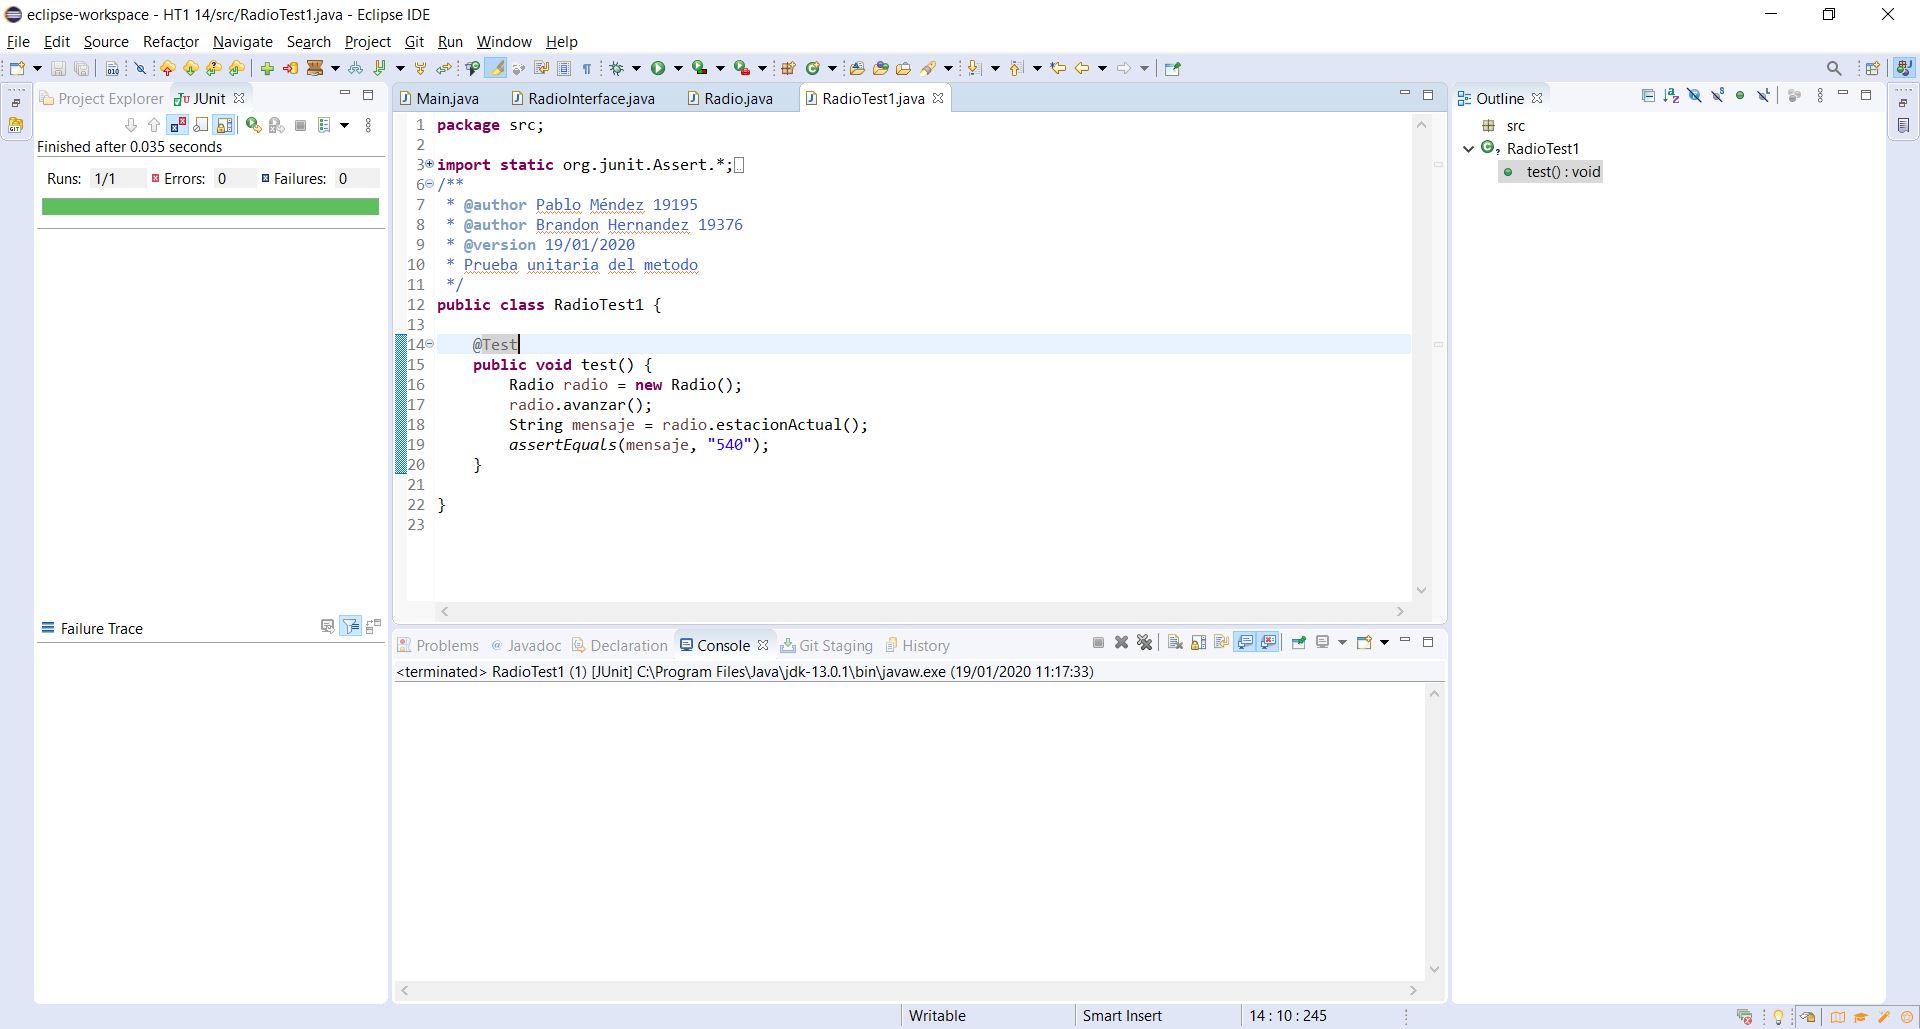 eclipse-workspace - HT1 14/src/RadioTest1.java - Eclipse IDE
File Edit Source Refactor Navigate Search Project Git Run Window Help
Project Explorer JUnit
Finished after 0.035 seconds
Runs: 1/1 Errors: 0 Failures: 0
Failure Trace
Main.java RadioInterface.java Radio.java RadioTest1.java
1 package src;
2
3 import static org.junit.Assert.*;
6 /**
7 * @author Pablo Méndez 19195
8 * @author Brandon Hernandez 19376
9 * @version 19/01/2020
10 * Prueba unitaria del metodo
11 */
12 public class RadioTest1 {
13
14 @Test
15 public void test() {
16 Radio radio = new Radio();
17 radio.avanzar();
18 String mensaje = radio.estacionActual();
19 assertEquals(mensaje, "540");
20 }
21
22 }
23
Problems Javadoc Declaration Console Git Staging History
<terminated> RadioTest1 (1) [JUnit] C:\Program Files\Java\jdk-13.0.1\bin\javaw.exe (19/01/2020 11:17:33)
Outline
src
RadioTest1
test() : void
Writable Smart Insert 14 : 10 : 245